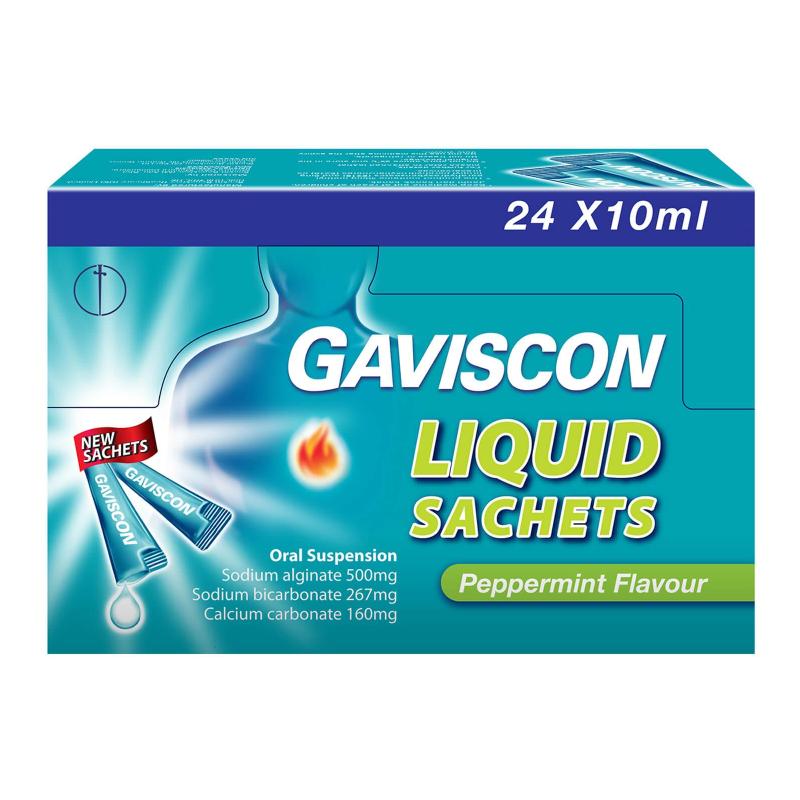 24 X10ml
GAVISCON
LIQUID
SACHETS
NEW
SACHETS
GAVISCON
GAVISCON
Oral Suspension
Sodium alginate 500mg
Sodium bicarbonate 267mg
Calcium carbonate 160mg
Peppermint Flavour